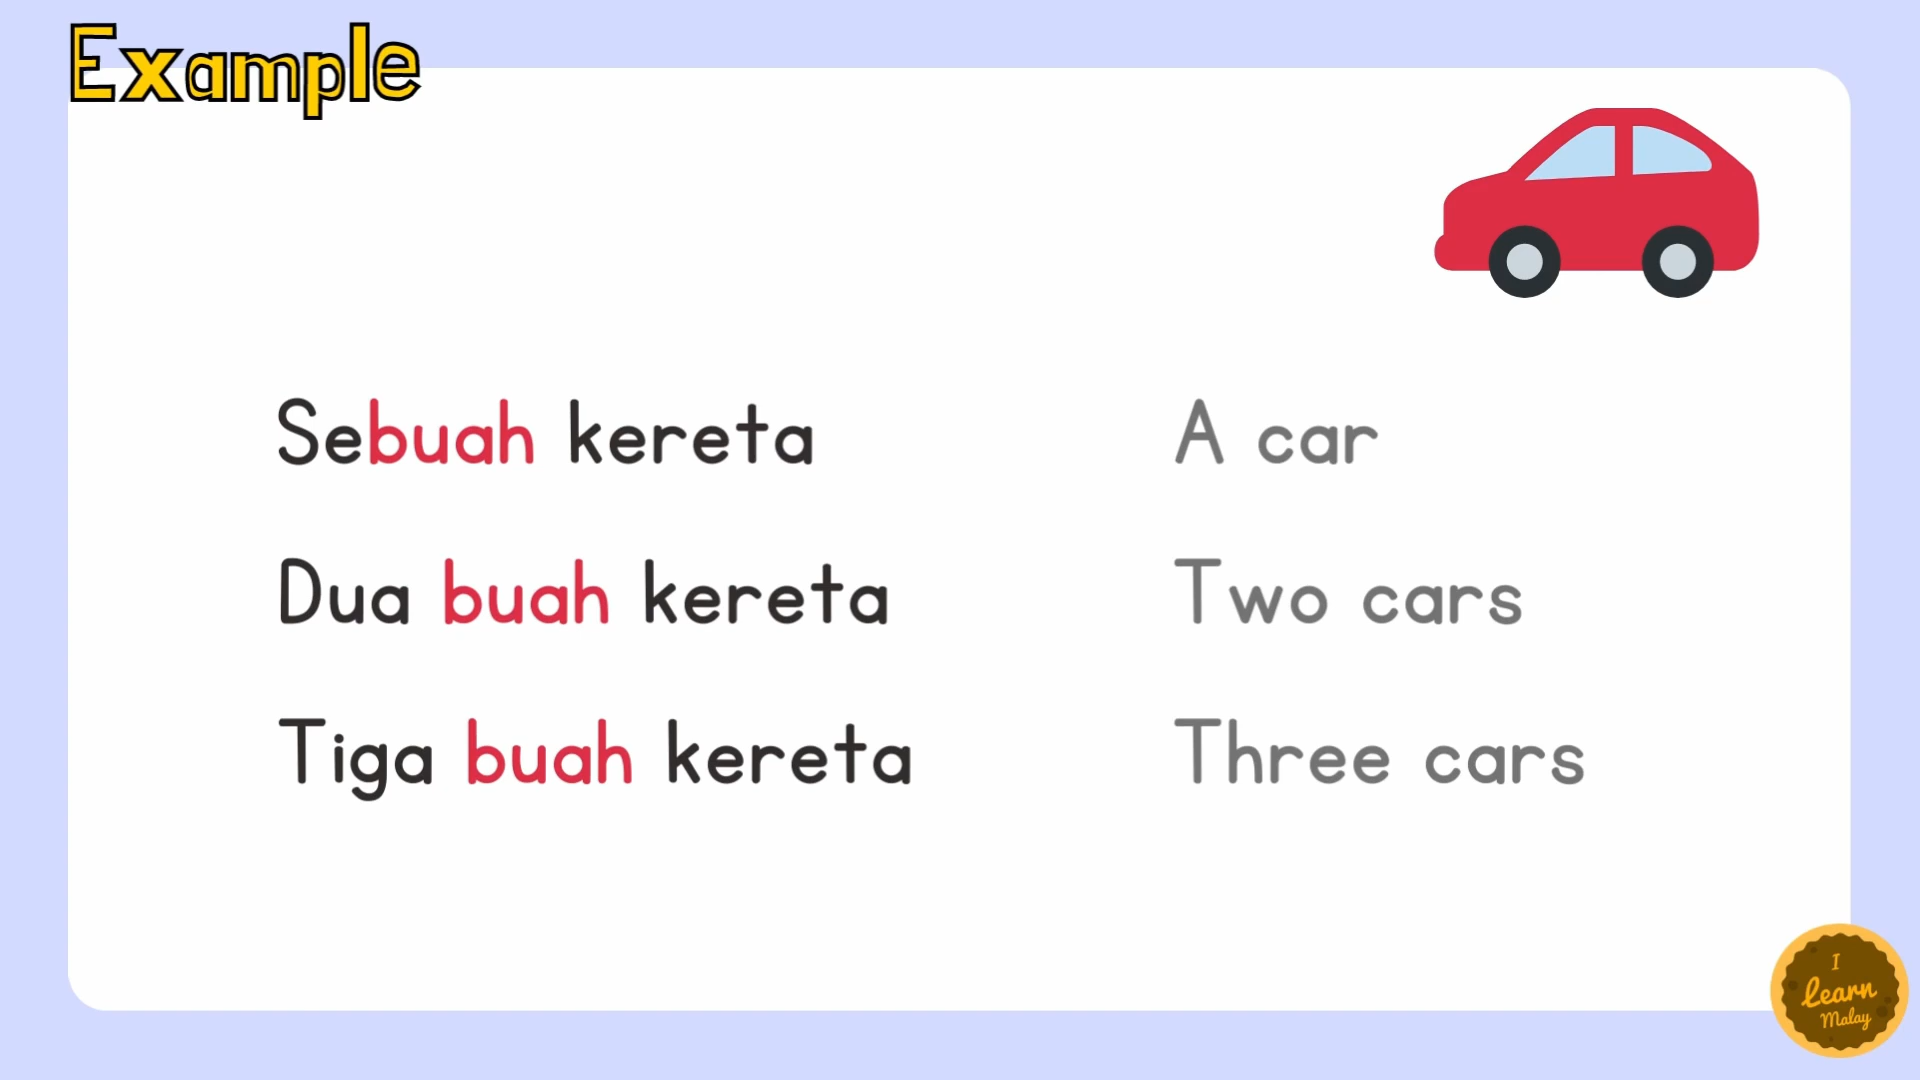 Example
Sebuah kereta
A car
Dua buah kereta
Two cars
Tiga buah kereta
Three cars
I
Learn
Malay